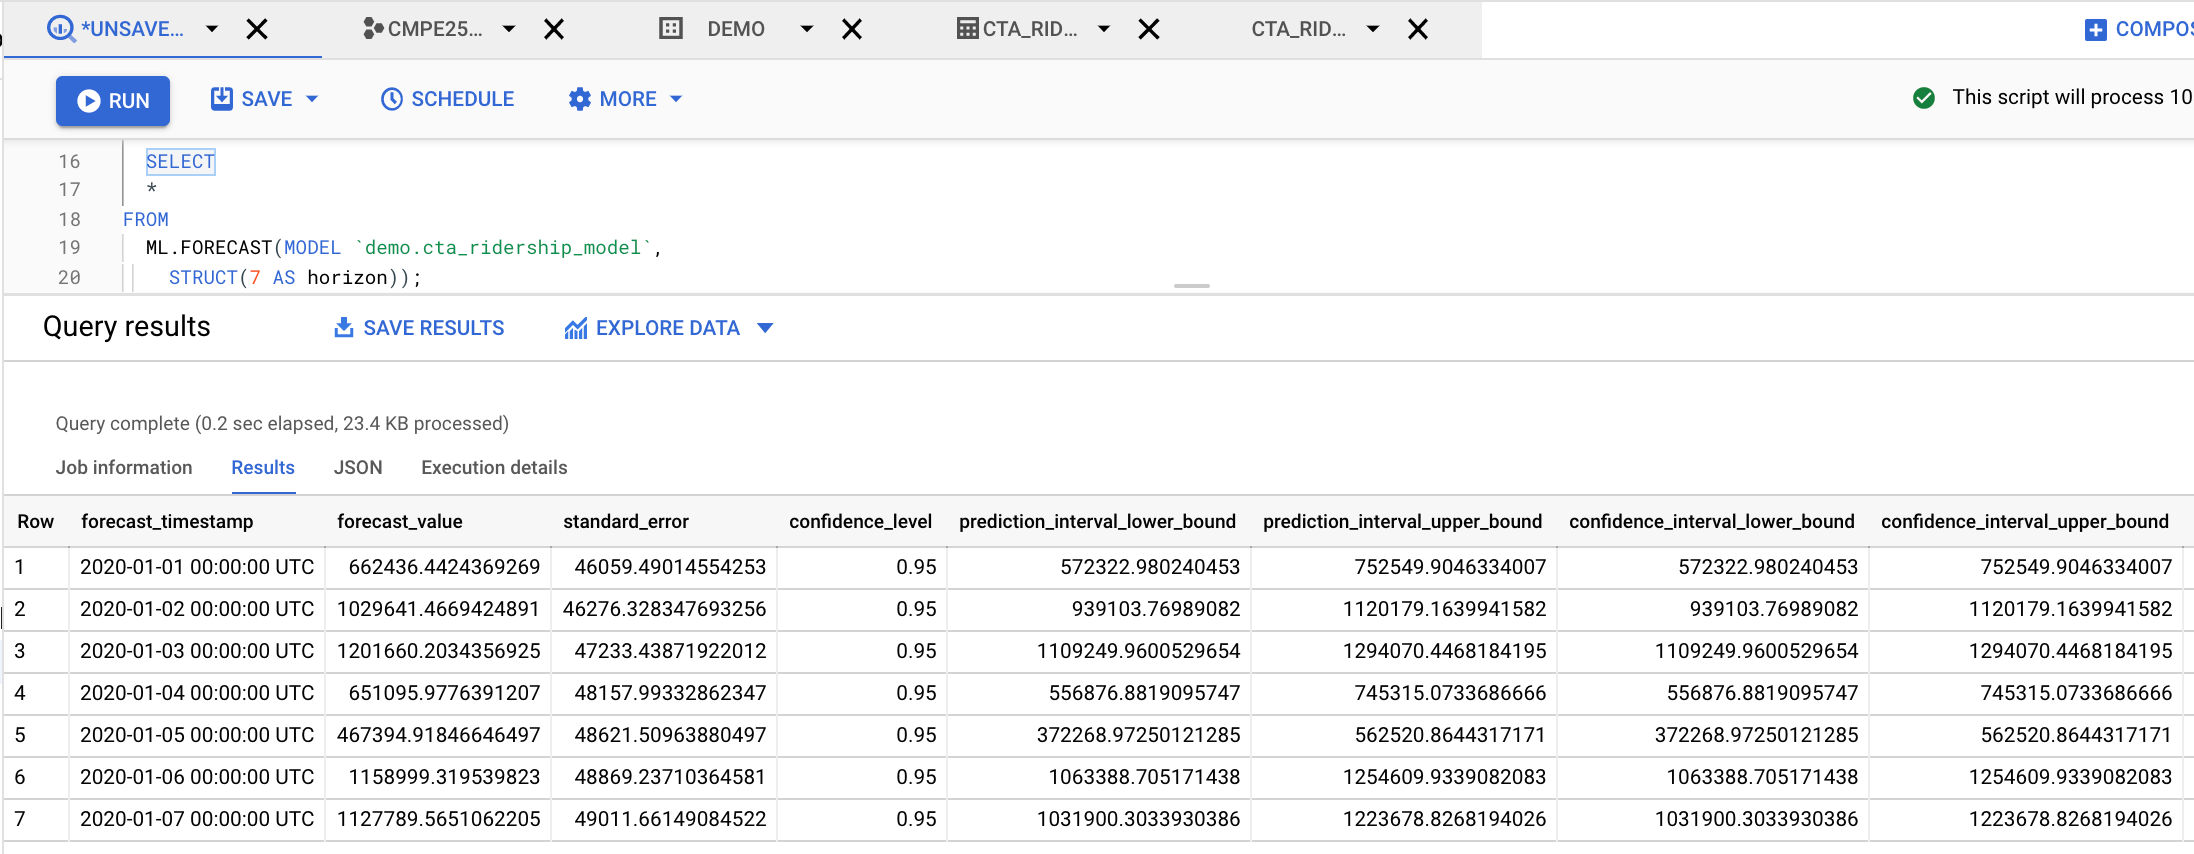 *UNSAVE... CMPE25... DEMO CTA_RID... CTA_RID... COMPOS
RUN SAVE SCHEDULE MORE This script will process 10
16 SELECT
17 *
18 FROM
19 ML.FORECAST(MODEL `demo.cta_ridership_model`,
20 STRUCT(7 AS horizon));
Query results SAVE RESULTS EXPLORE DATA
Query complete (0.2 sec elapsed, 23.4 KB processed)
Job information Results JSON Execution details
Row forecast_timestamp forecast_value standard_error confidence_level prediction_interval_lower_bound prediction_interval_upper_bound confidence_interval_lower_bound confidence_interval_upper_bound
1 2020-01-01 00:00:00 UTC 662436.4424369269 46059.49014554253 0.95 572322.980240453 752549.9046334007 572322.980240453 752549.9046334007
2 2020-01-02 00:00:00 UTC 1029641.4669424891 46276.328347693256 0.95 939103.76989082 1120179.1639941582 939103.76989082 1120179.1639941582
3 2020-01-03 00:00:00 UTC 1201660.2034356925 47233.43871922012 0.95 1109249.9600529654 1294070.4468184195 1109249.9600529654 1294070.4468184195
4 2020-01-04 00:00:00 UTC 651095.9776391207 48157.99332862347 0.95 556876.8819095747 745315.0733686666 556876.8819095747 745315.0733686666
5 2020-01-05 00:00:00 UTC 467394.91846646497 48621.50963880497 0.95 372268.97250121285 562520.8644317171 372268.97250121285 562520.8644317171
6 2020-01-06 00:00:00 UTC 1158999.319539823 48869.23710364581 0.95 1063388.705171438 1254609.9339082083 1063388.705171438 1254609.9339082083
7 2020-01-07 00:00:00 UTC 1127789.5651062205 49011.66149084522 0.95 1031900.3033930386 1223678.8268194026 1031900.3033930386 1223678.8268194026